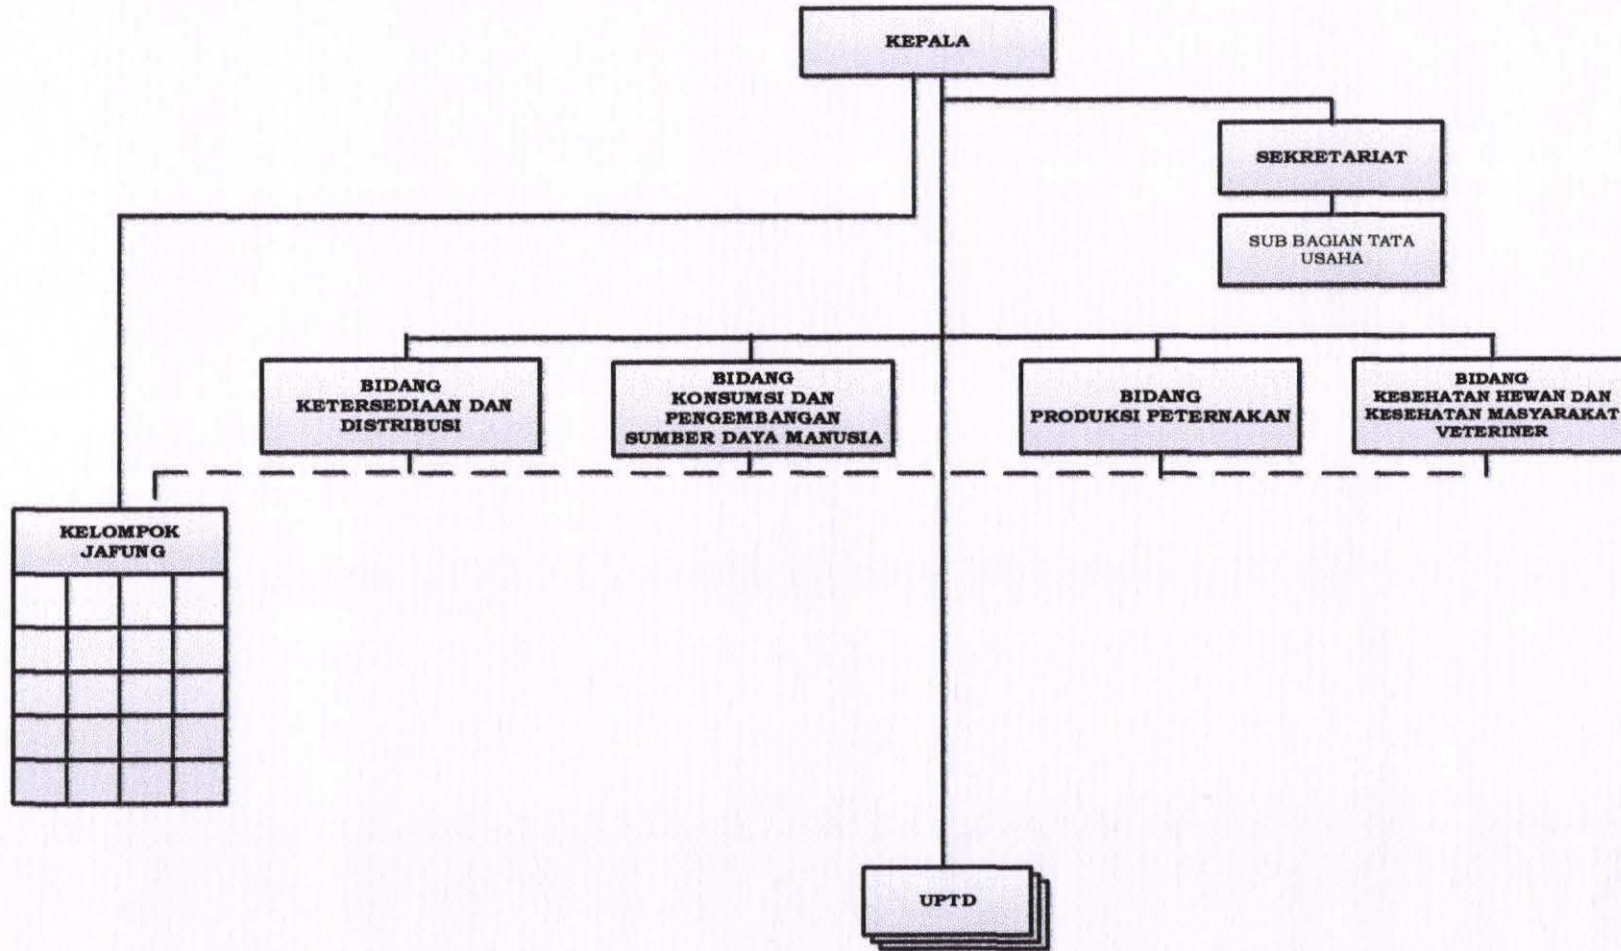 KEPALA
SEKRETARIAT
SUB BAGIAN TATA
USAHA
BIDANG
KETERSEDIAAN DAN
DISTRIBUSI
BIDANG
KONSUMSI DAN
PENGEMBANGAN
SUMBER DAYA MANUSIA
BIDANG
PRODUKSI PETERNAKAN
BIDANG
KESEHATAN HEWAN DAN
KESEHATAN MASYARAKAT
VETERINER
KELOMPOK
JAFUNG
UPTD